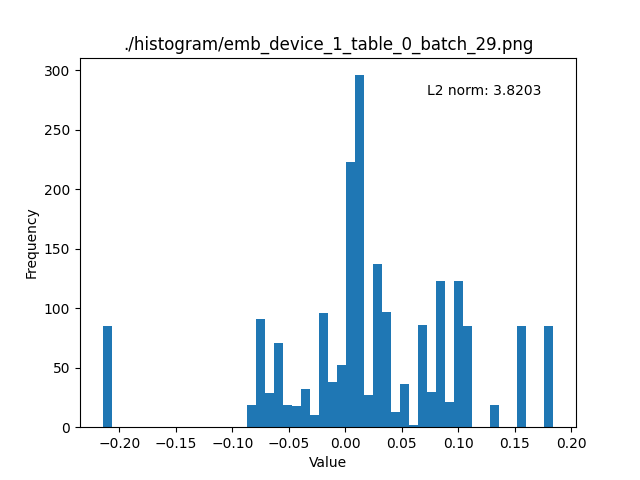 ./histogram/emb_device_1_table_0_batch_29.png
L2 norm: 3.8203
300
250
200
150
100
50
0
Frequency
−0.20 −0.15 −0.10 −0.05 0.00 0.05 0.10 0.15 0.20
Value